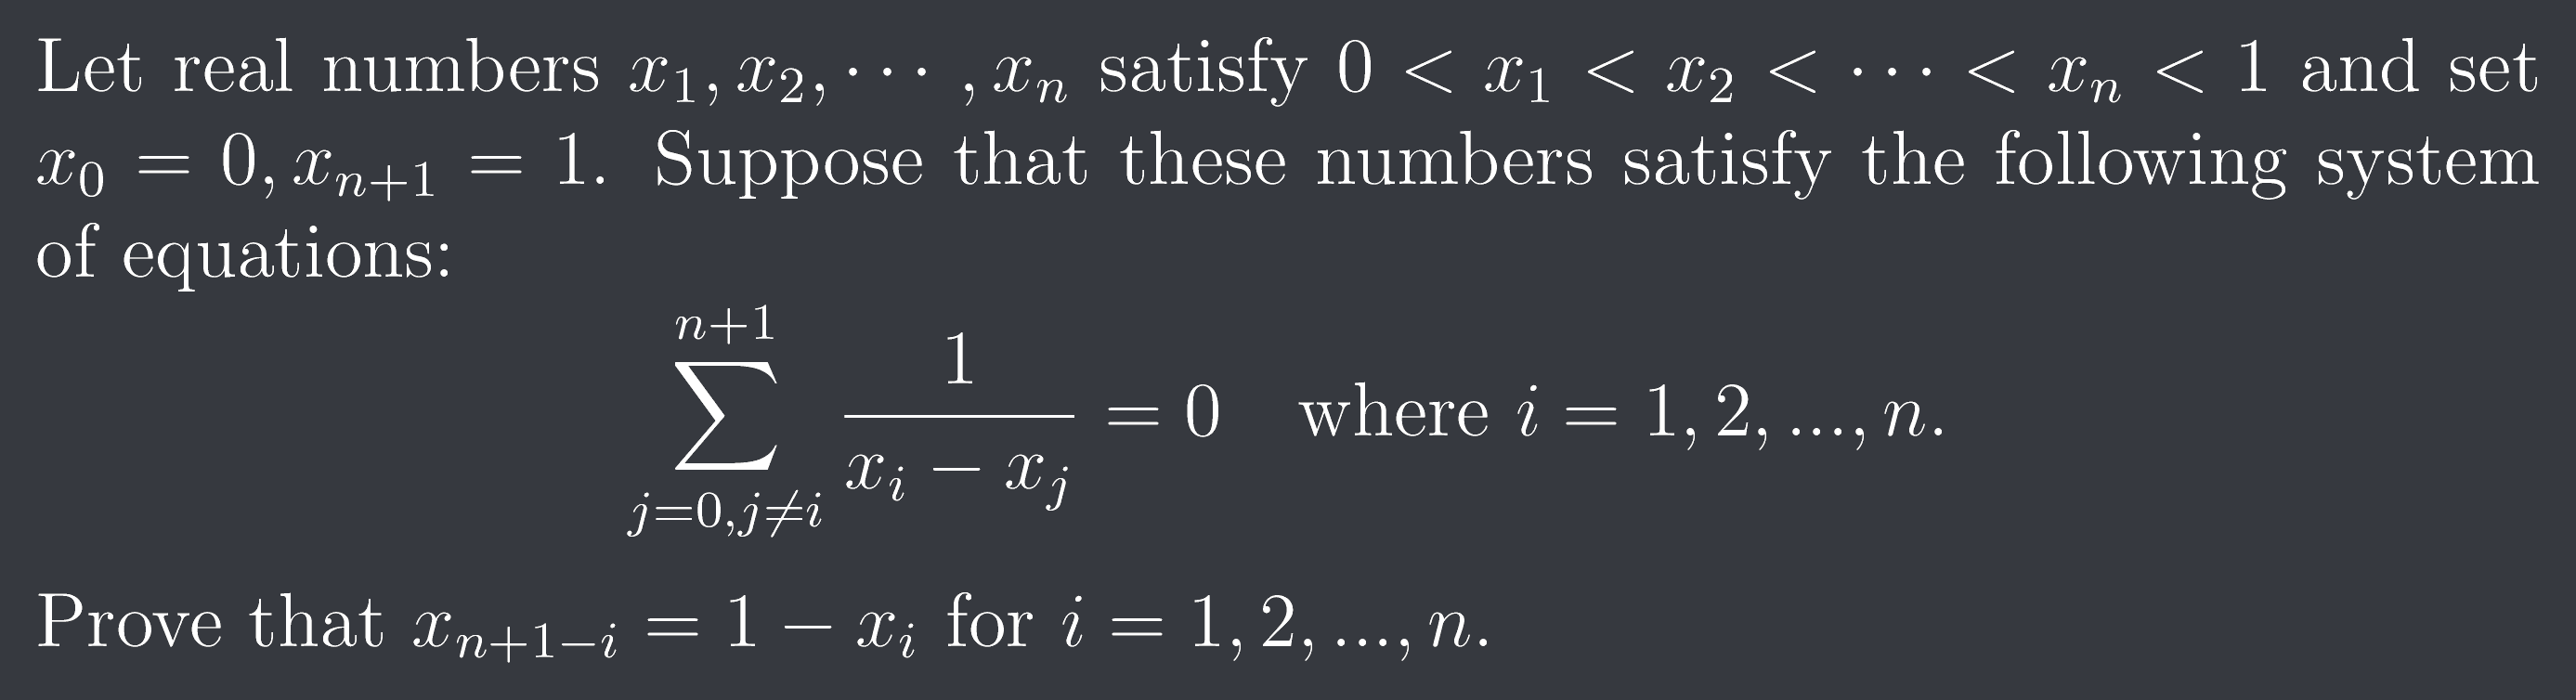 Let real numbers $x_1, x_2, \cdots, x_n$ satisfy $0 < x_1 < x_2 < \cdots < x_n < 1$ and set
$x_0 = 0, x_{n+1} = 1$. Suppose that these numbers satisfy the following system
of equations:
$$\sum_{j=0, j \neq i}^{n+1} \frac{1}{x_i - x_j} = 0 \quad \text{where } i = 1, 2, ..., n.$$
Prove that $x_{n+1-i} = 1 - x_i$ for $i = 1, 2, ..., n.$